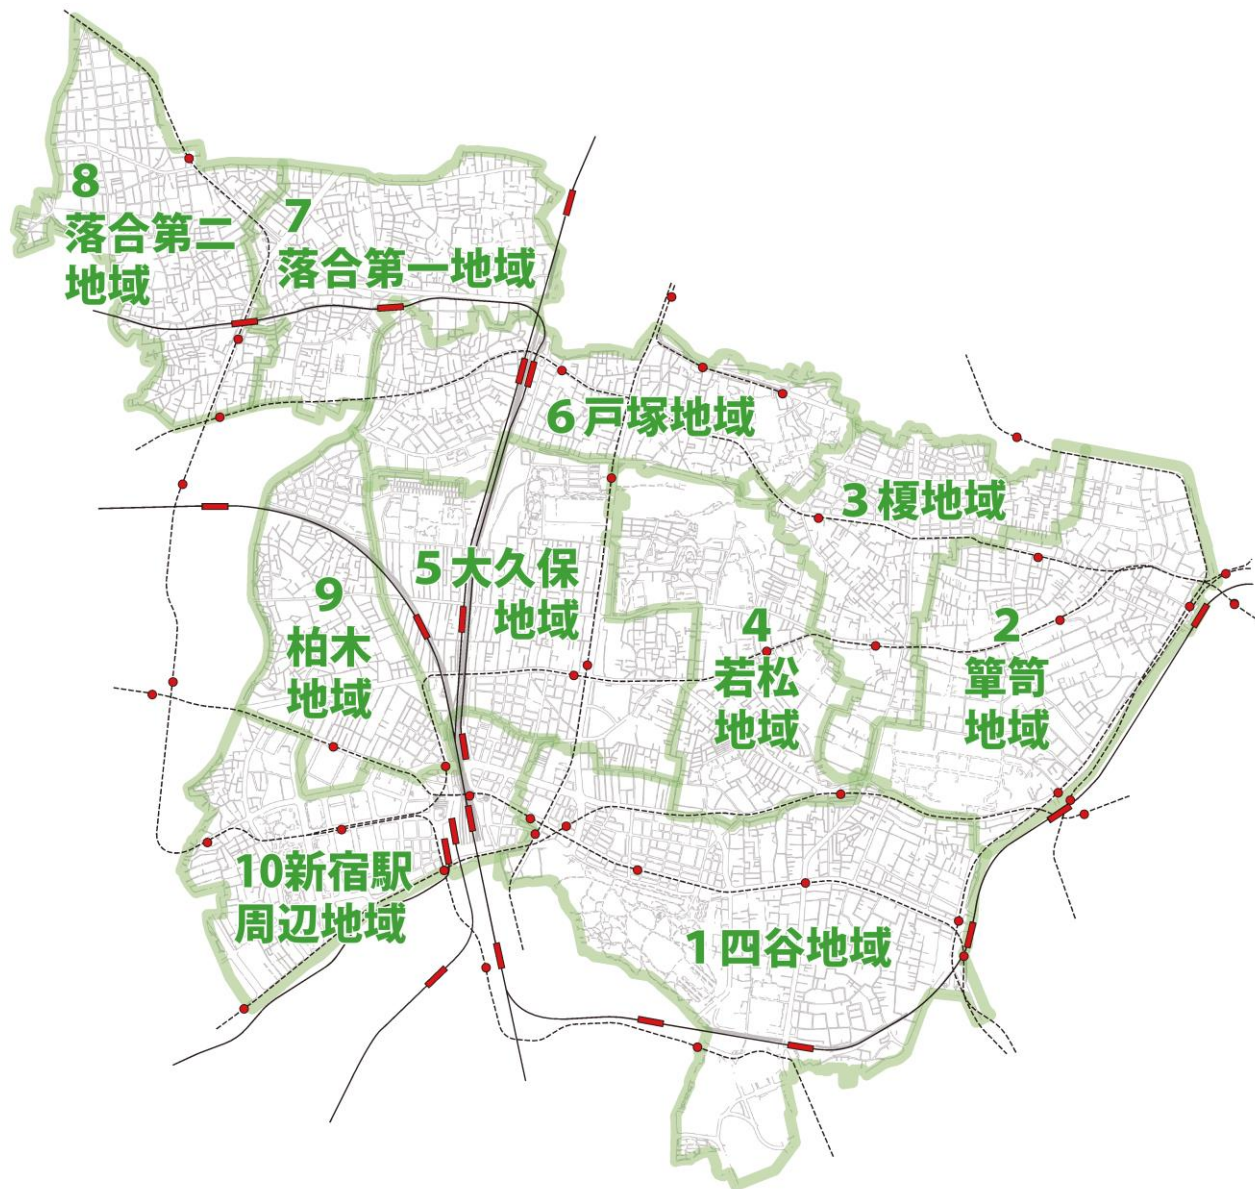 8
落合第二
地域
7
落合第一地域
6戸塚地域
3榎地域
5大久保
地域
9
柏木
地域
4
若松
地域
2
簞笥
地域
10新宿駅
周辺地域
1四谷地域